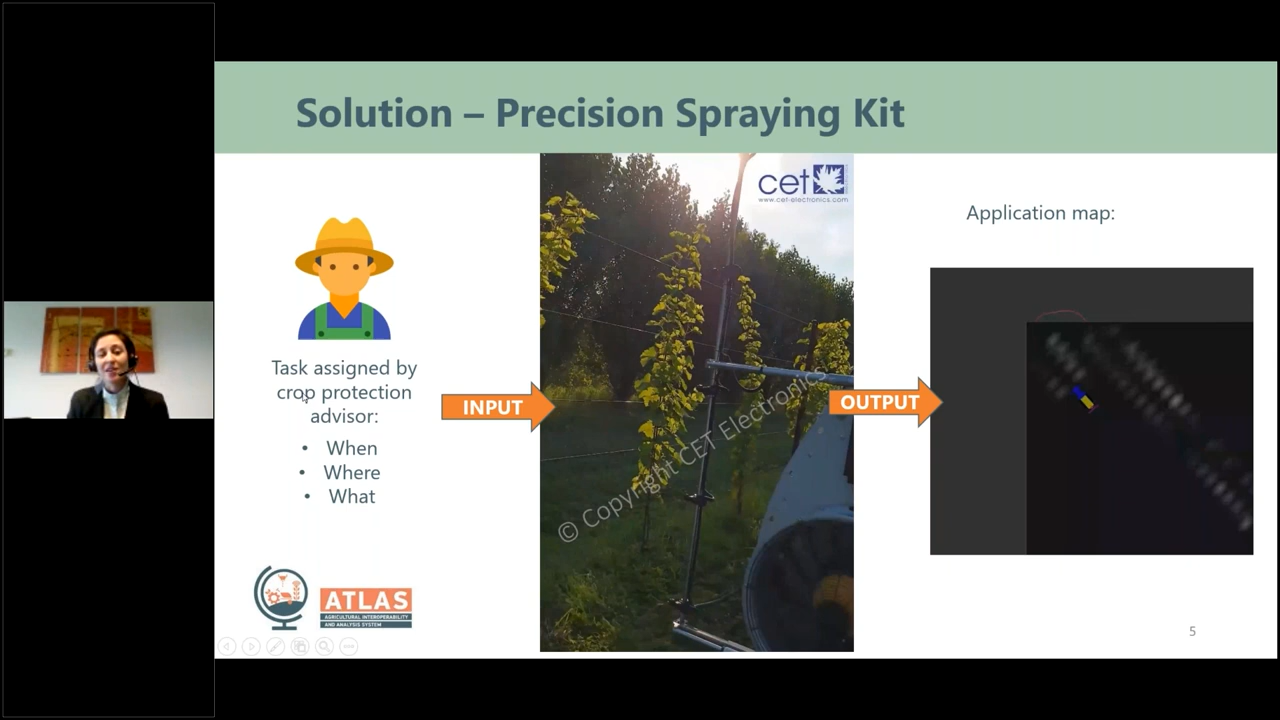 Solution – Precision Spraying Kit
Task assigned by
crop protection
advisor:
• When
• Where
• What
ATLAS
AGRICULTURAL INTEROPERABILITY
AND ANALYSIS SYSTEM
INPUT
cet
www.cet-electronics.com
© Copyright CET Electronics
OUTPUT
Application map:
5